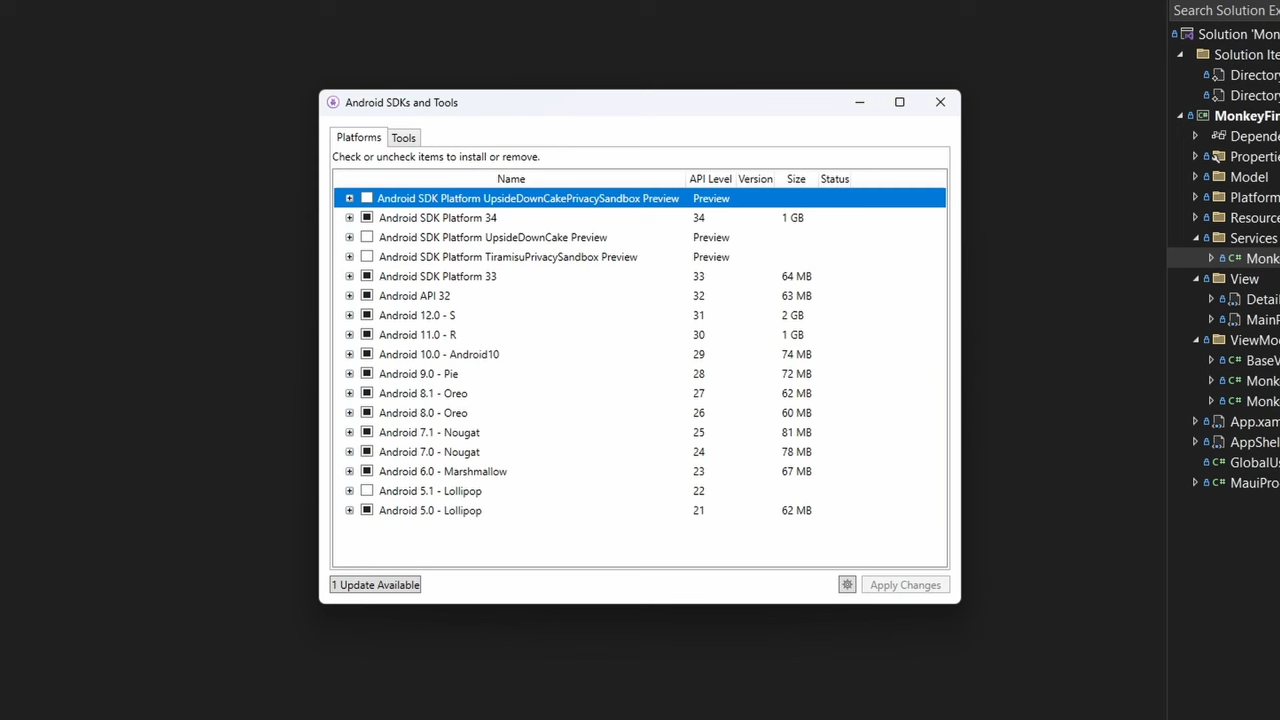 Search Solution Ex
Android SDKs and Tools
Platforms Tools
Check or uncheck items to install or remove.
Name API Level Version Size Status
Android SDK Platform UpsideDownCakePrivacySandbox Preview Preview
Android SDK Platform 34 34 1 GB
Android SDK Platform UpsideDownCake Preview Preview
Android SDK Platform TiramisuPrivacySandbox Preview Preview
Android SDK Platform 33 33 64 MB
Android API 32 32 63 MB
Android 12.0 - S 31 2 GB
Android 11.0 - R 30 1 GB
Android 10.0 - Android10 29 74 MB
Android 9.0 - Pie 28 72 MB
Android 8.1 - Oreo 27 62 MB
Android 8.0 - Oreo 26 60 MB
Android 7.1 - Nougat 25 81 MB
Android 7.0 - Nougat 24 78 MB
Android 6.0 - Marshmallow 23 67 MB
Android 5.1 - Lollipop 22
Android 5.0 - Lollipop 21 62 MB
1 Update Available Apply Changes
Solution 'Mon
Solution Ite
Directory
Directory
C# MonkeyFin
Depende
Propertie
Model
Platform
Resource
Services
C# Monk
View
Detai
MainP
ViewMod
C# BaseV
C# Monk
C# Monk
App.xam
AppShel
C# GlobalUs
C# MauiPro